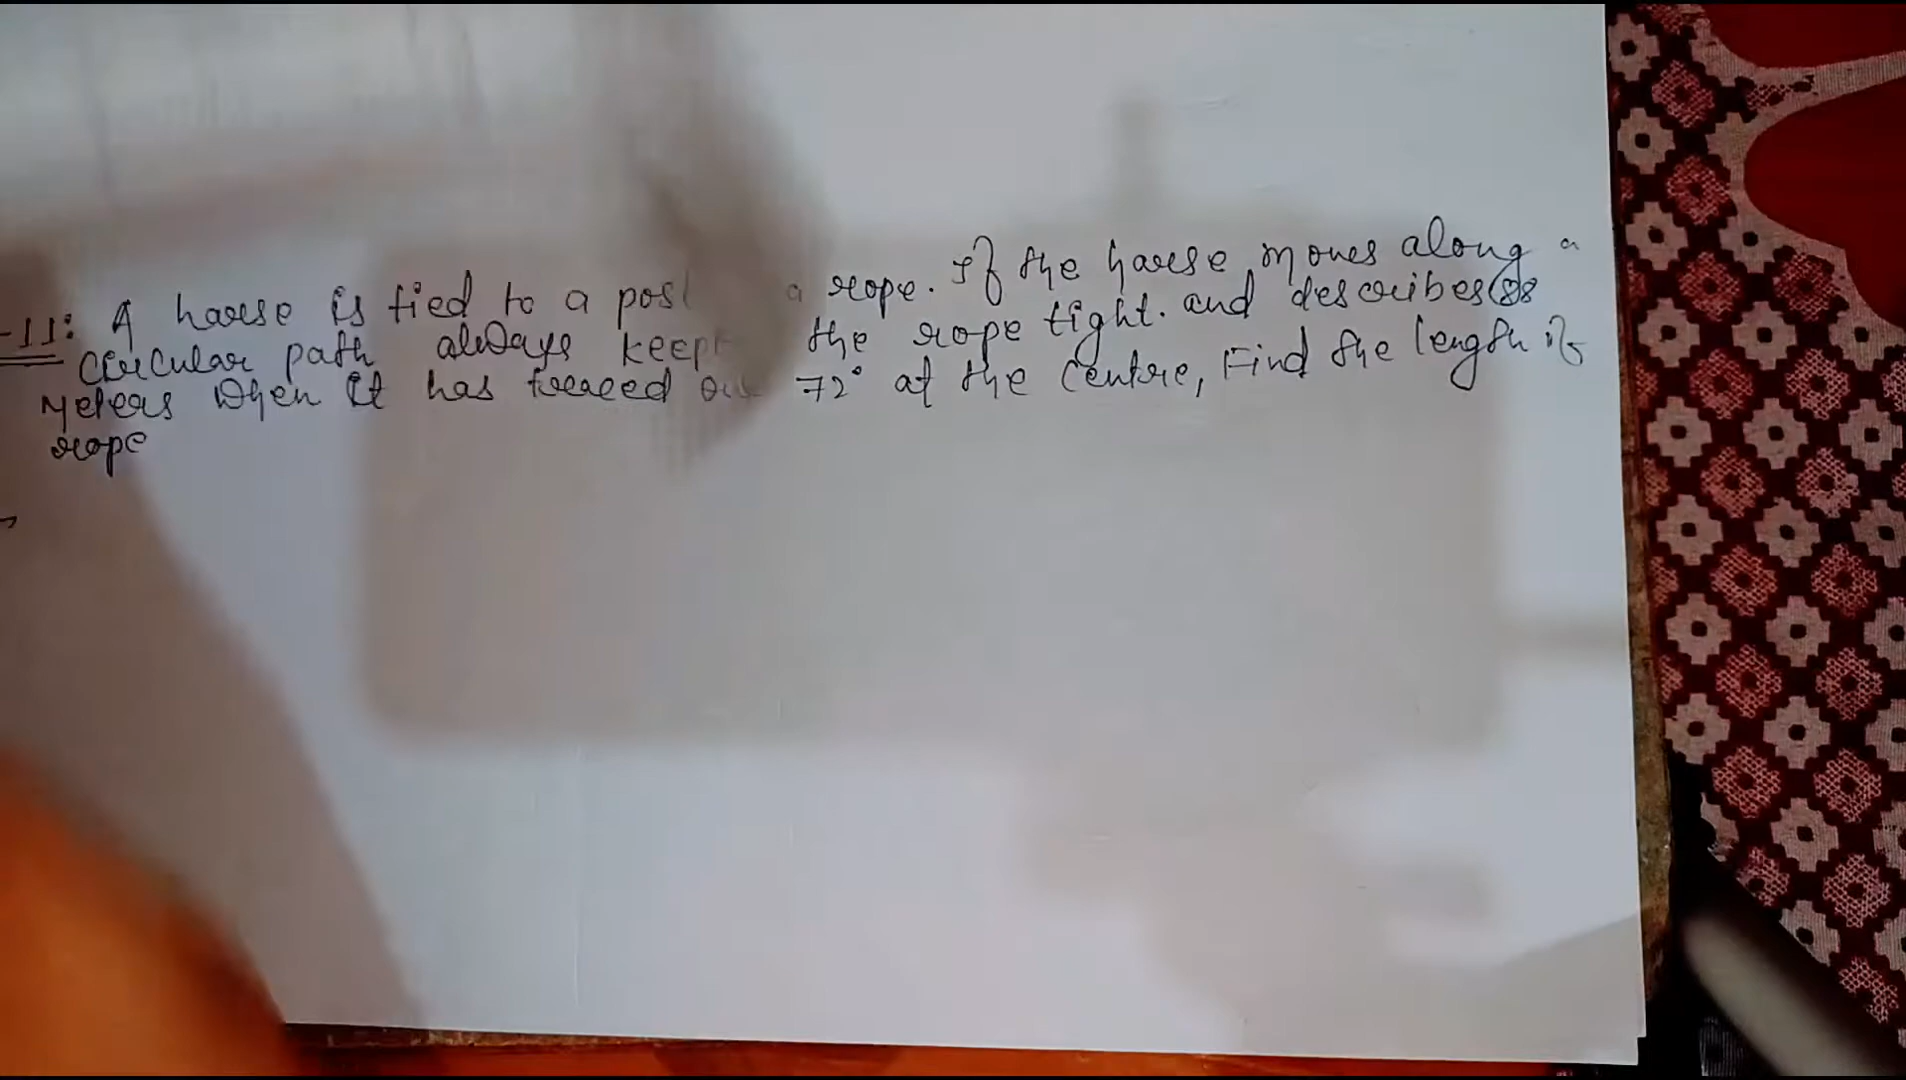 -11: A horse is tied to a post a rope. If the horse moves along a
circular path always keep the rope tight. and describes 88
meters when it has traced out 72° at the centre, Find the length of
rope